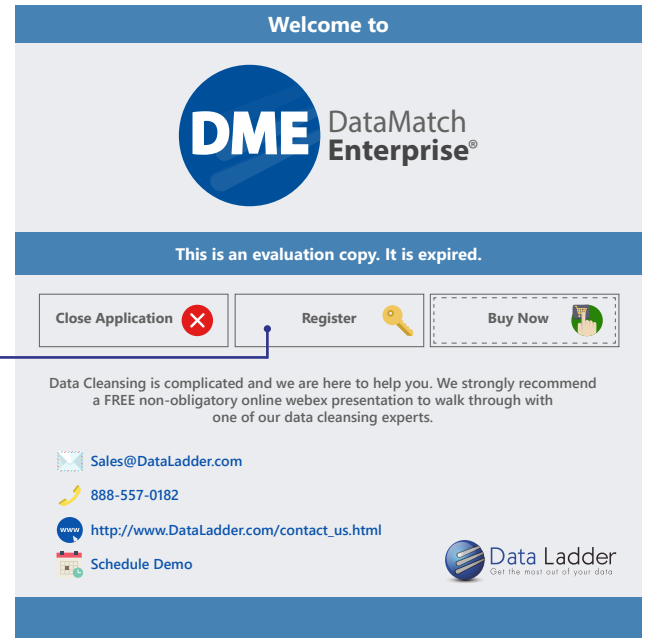 Welcome to
DME
DataMatch
Enterprise®
This is an evaluation copy. It is expired.
Close Application
Register
Buy Now
Data Cleansing is complicated and we are here to help you. We strongly recommend
a FREE non-obligatory online webex presentation to walk through with
one of our data cleansing experts.
Sales@DataLadder.com
888-557-0182
www
http://www.DataLadder.com/contact_us.html
Schedule Demo
Data Ladder
Get the most out of your data